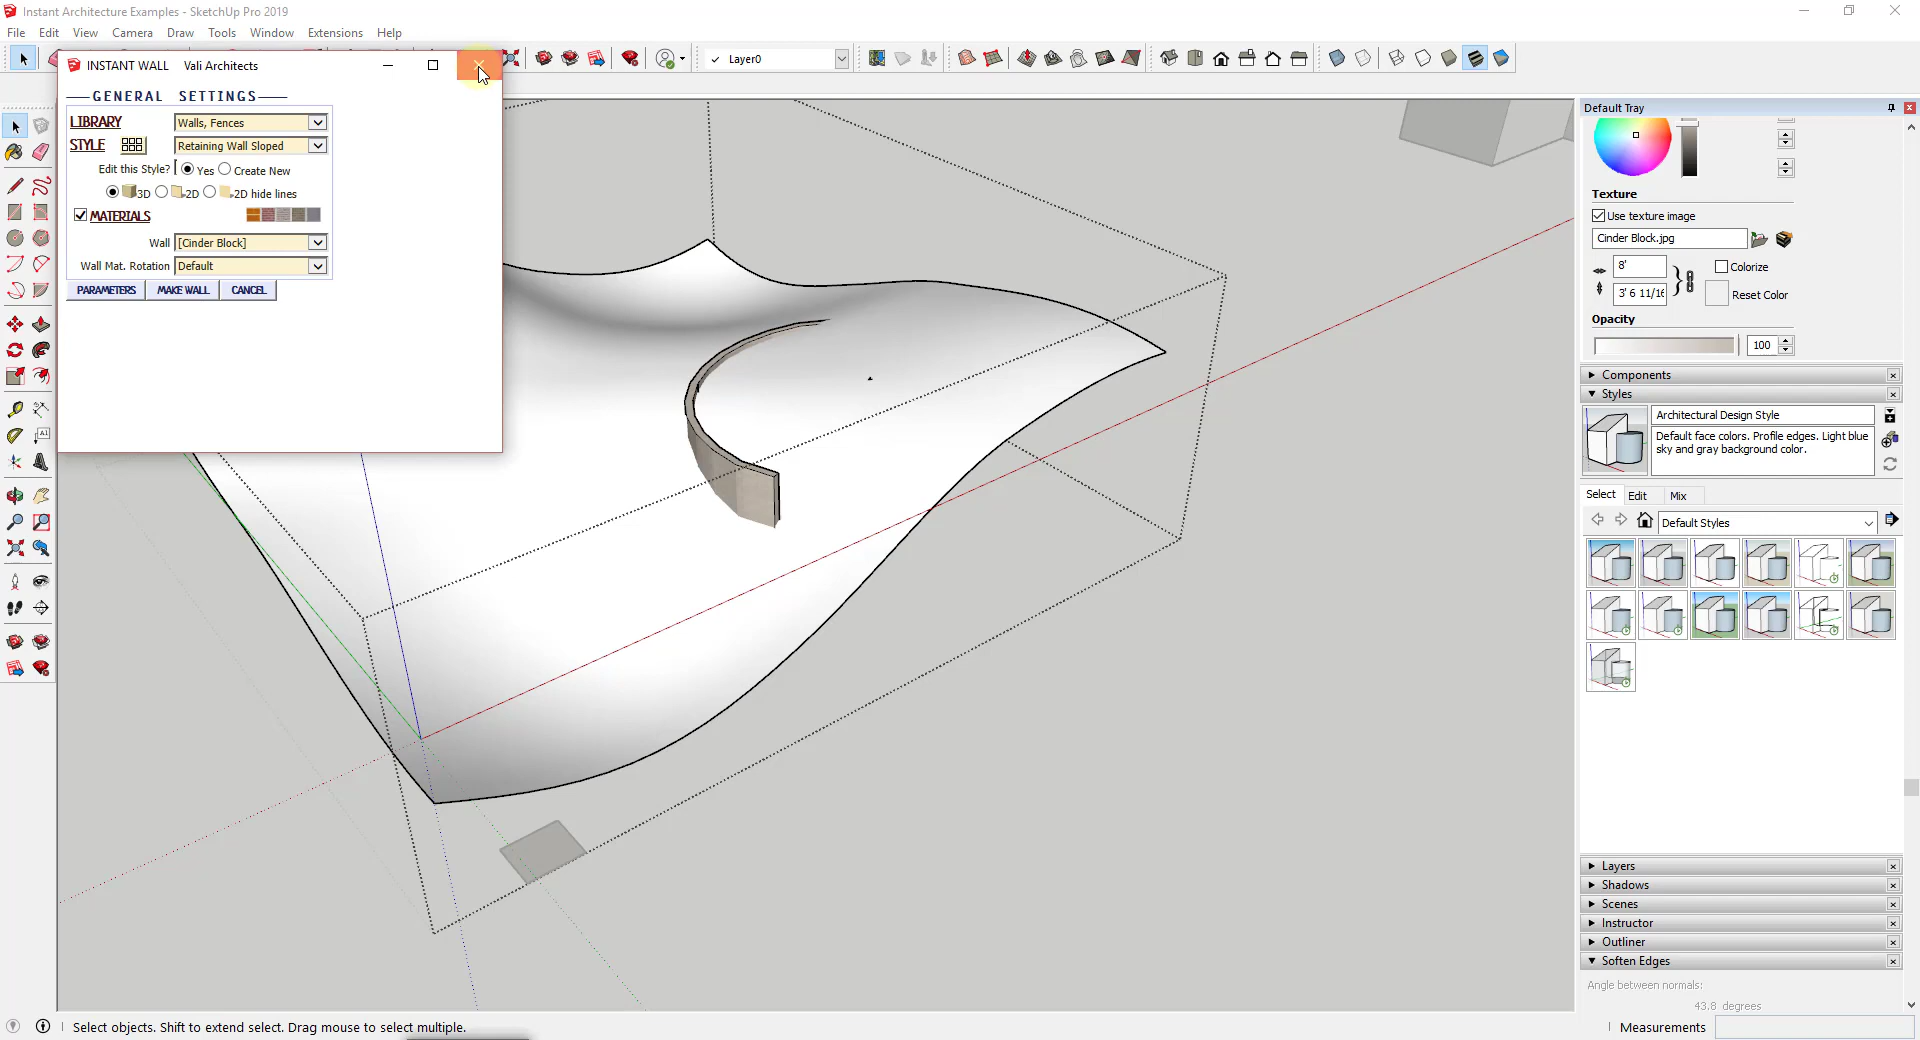 Instant Architecture Examples - SketchUp Pro 2019
File Edit View Camera Draw Tools Window Extensions Help
Layer0
INSTANT WALL Vali Architects
GENERAL SETTINGS
LIBRARY Walls, Fences
STYLE Retaining Wall Sloped
Edit this Style? Yes Create New
3D 2D 2D hide lines
MATERIALS
Wall [Cinder Block]
Wall Mat. Rotation Default
PARAMETERS MAKE WALL CANCEL
Default Tray
Texture
Use texture image
Cinder Block.jpg
8' Colorize
3' 6 11/16 Reset Color
Opacity
100
Components
Styles
Architectural Design Style
Default face colors. Profile edges. Light blue
sky and gray background color.
Select Edit Mix
Default Styles
Layers
Shadows
Scenes
Instructor
Outliner
Soften Edges
Angle between normals:
43.8 degrees
Select objects. Shift to extend select. Drag mouse to select multiple.
Measurements